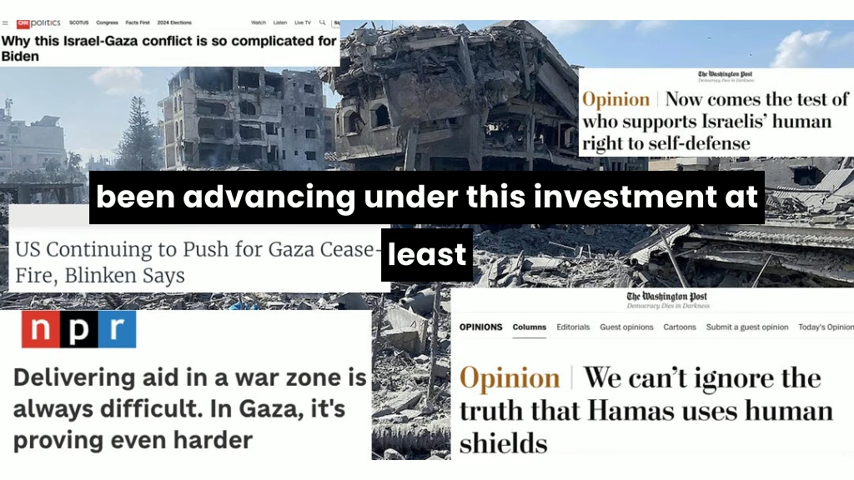 CNN politics SCOTUS Congress Facts First 2024 Elections Watch Listen Live TV
Why this Israel-Gaza conflict is so complicated for
Biden
The Washington Post
Democracy Dies in Darkness
Opinion | Now comes the test of
who supports Israelis' human
right to self-defense
been advancing under this investment at
least
US Continuing to Push for Gaza Cease-
Fire, Blinken Says
npr
Delivering aid in a war zone is
always difficult. In Gaza, it's
proving even harder
The Washington Post
Democracy Dies in Darkness
OPINIONS Columns Editorials Guest opinions Cartoons Submit a guest opinion Today's Opinion
Opinion | We can't ignore the
truth that Hamas uses human
shields